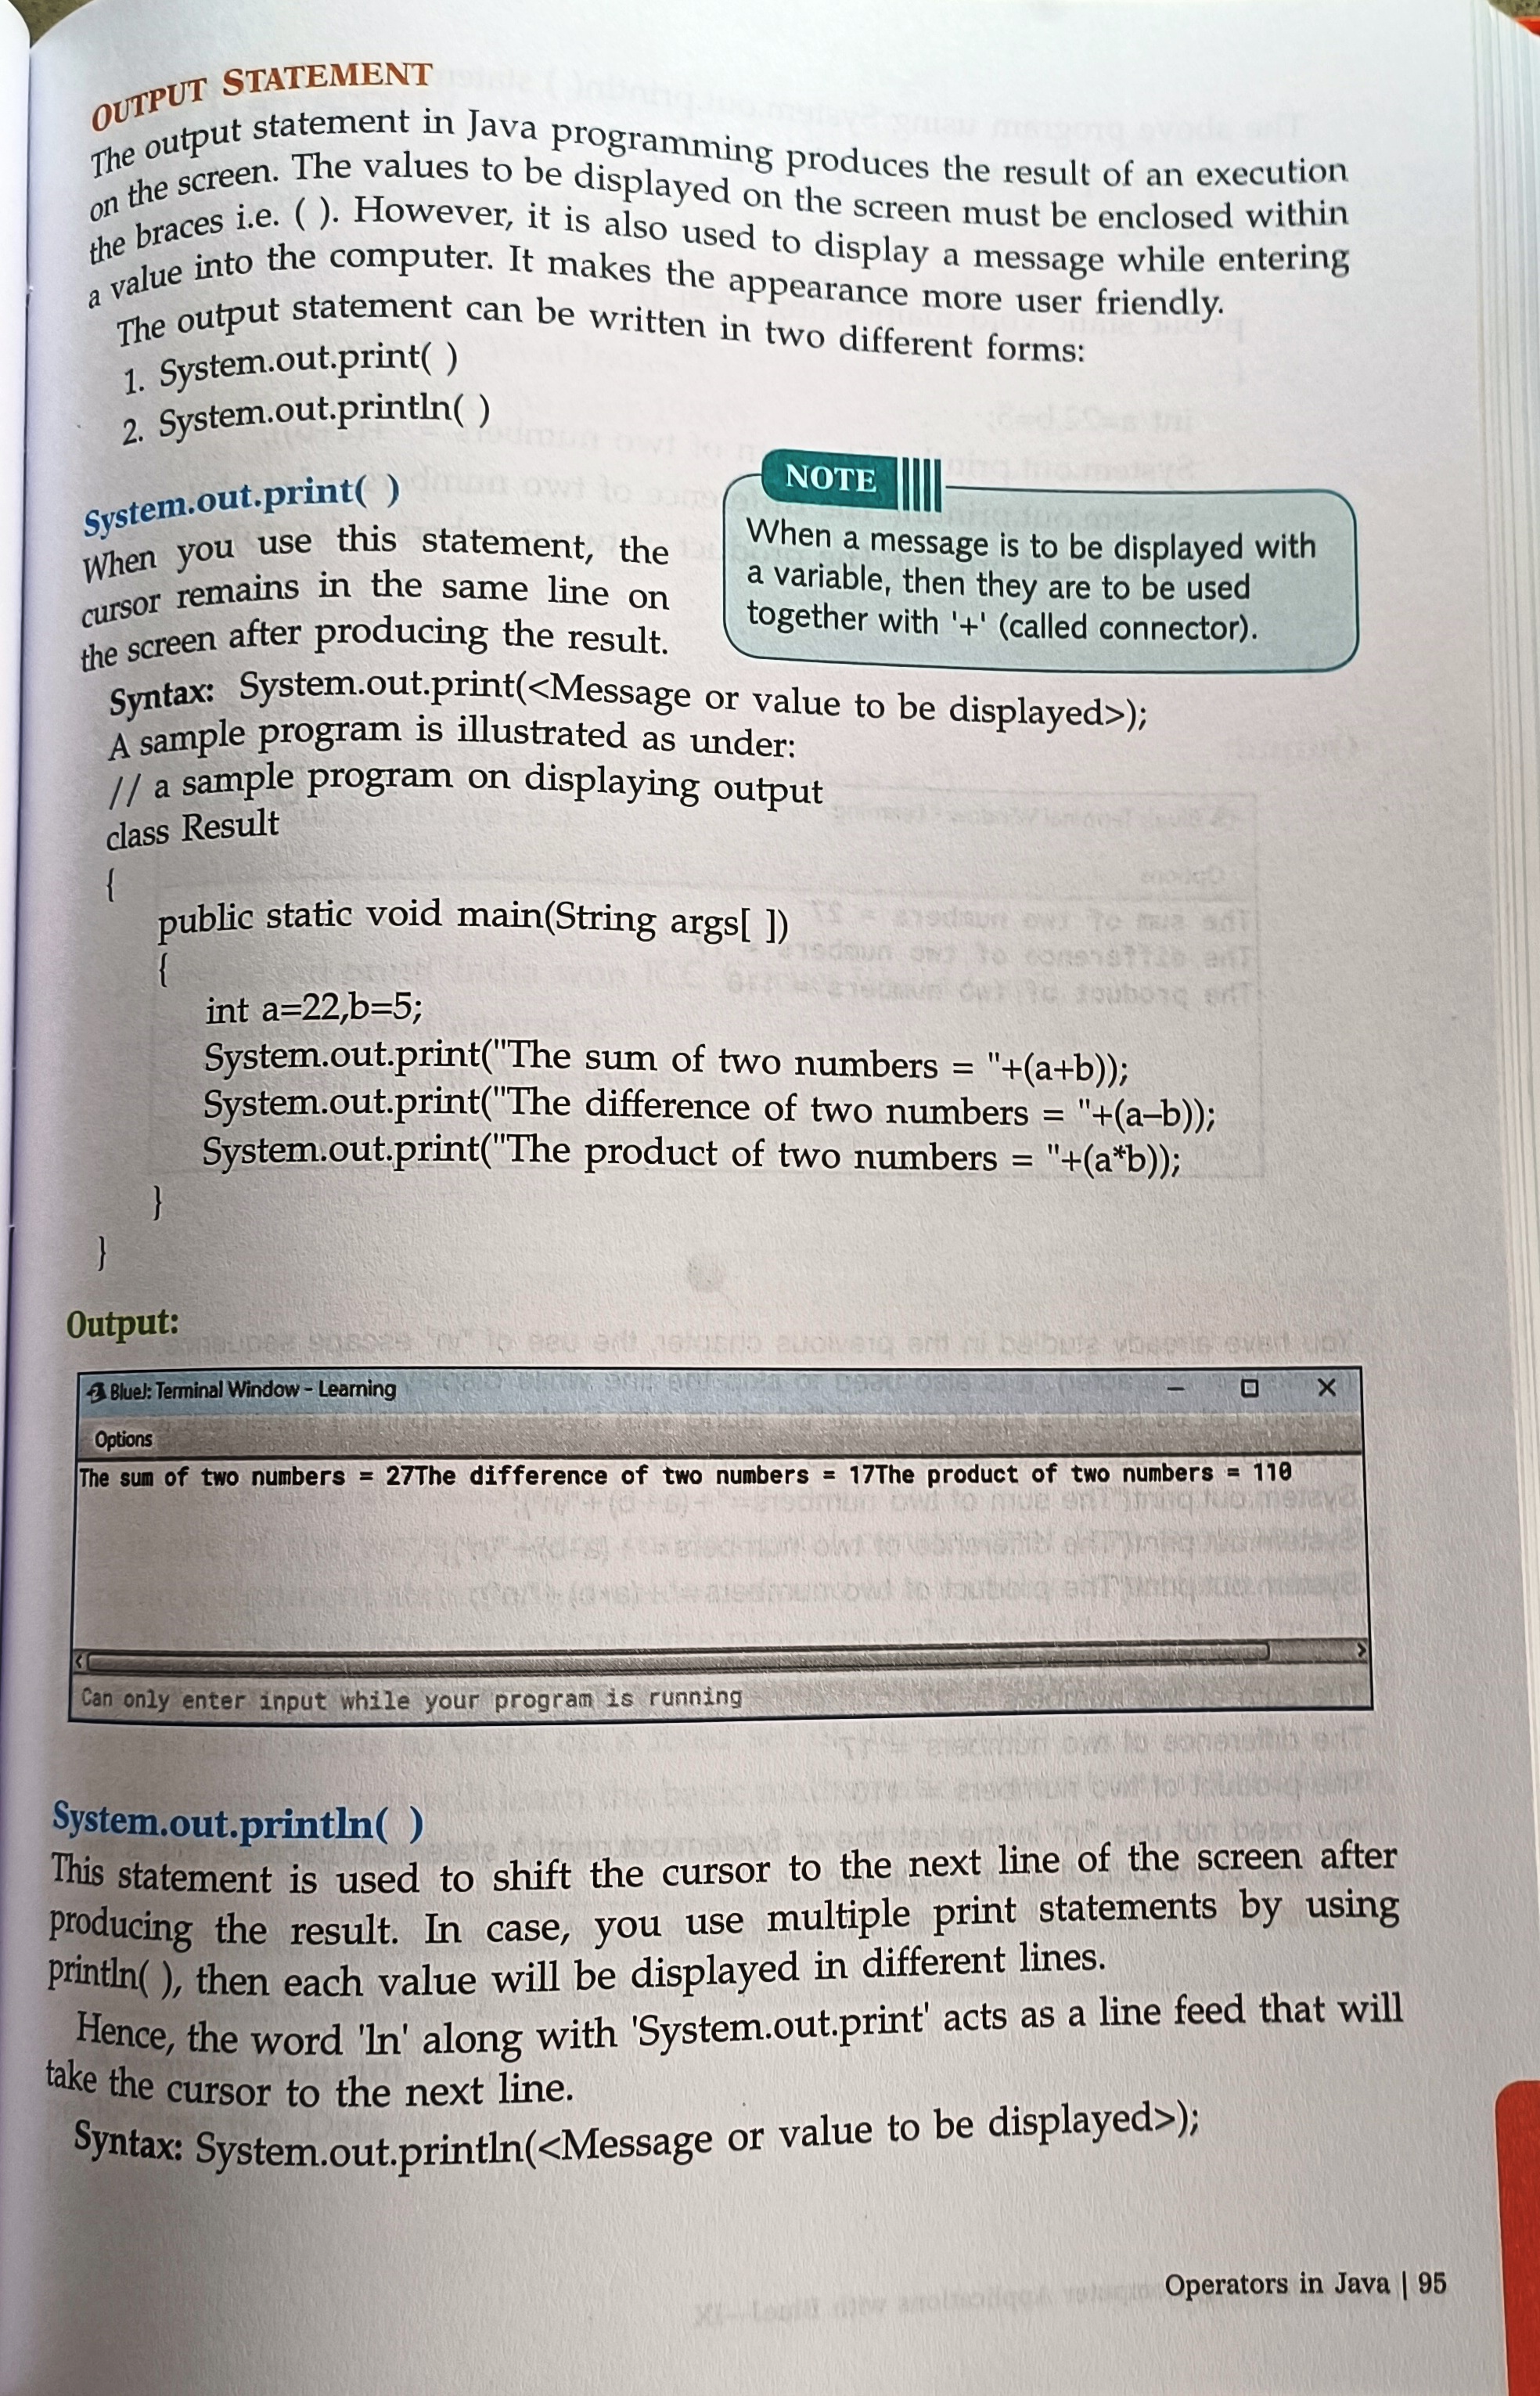 OUTPUT STATEMENT
The output statement in Java programming produces the result of an execution
on the screen. The values to be displayed on the screen must be enclosed within
the braces i.e. ( ). However, it is also used to display a message while entering
a value into the computer. It makes the appearance more user friendly.
The output statement can be written in two different forms:
1. System.out.print( )
2. System.out.println( )
System.out.print( )
When you use this statement, the
cursor remains in the same line on
the screen after producing the result.
NOTE
When a message is to be displayed with
a variable, then they are to be used
together with '+' (called connector).
Syntax: System.out.print(<Message or value to be displayed>);
A sample program is illustrated as under:
// a sample program on displaying output
class Result
{
public static void main(String args[ ])
{
int a=22,b=5;
System.out.print("The sum of two numbers = "+(a+b));
System.out.print("The difference of two numbers = "+(a–b));
System.out.print("The product of two numbers = "+(a*b));
}
}
Output:
BlueJ: Terminal Window - Learning
Options
The sum of two numbers = 27The difference of two numbers = 17The product of two numbers = 110
Can only enter input while your program is running
System.out.println( )
This statement is used to shift the cursor to the next line of the screen after
producing the result. In case, you use multiple print statements by using
println( ), then each value will be displayed in different lines.
Hence, the word 'ln' along with 'System.out.print' acts as a line feed that will
take the cursor to the next line.
Syntax: System.out.println(<Message or value to be displayed>);
Operators in Java | 95